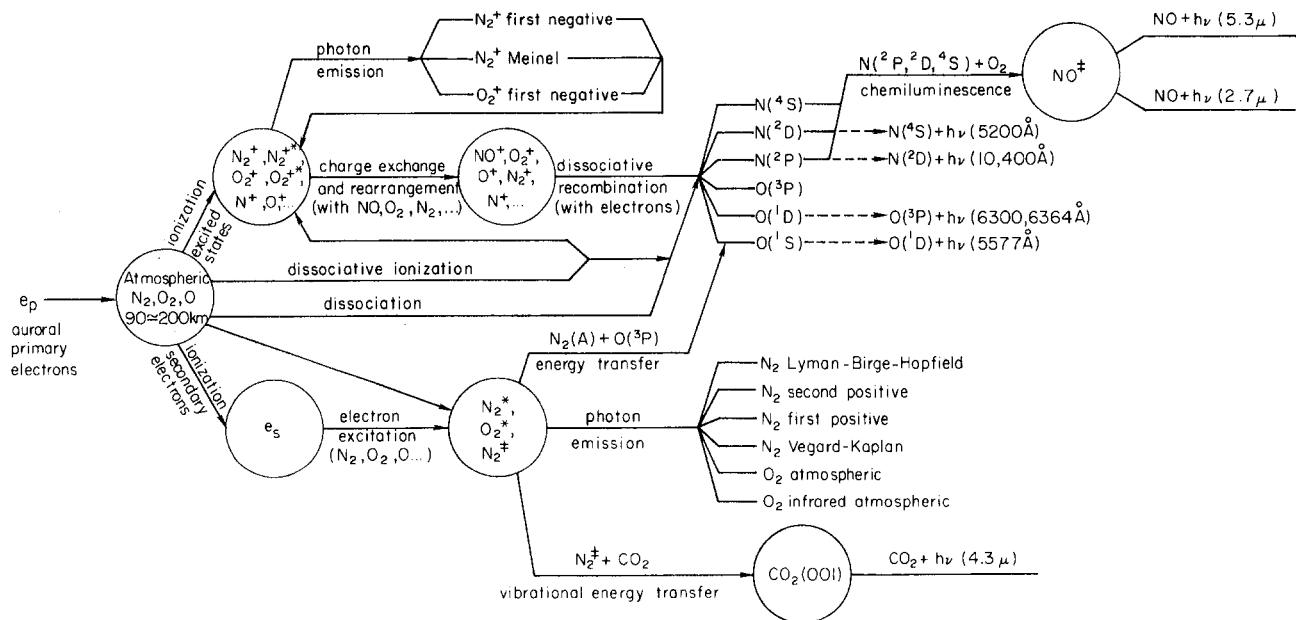 NO + hν (5.3 μ)
N₂⁺ first negative
photon
emission
N₂⁺ Meinel
N(²P,²D,⁴S) + O₂
chemiluminescence
NO‡
O₂⁺ first negative
NO + hν (2.7 μ)
N(⁴S)
N₂⁺ ,N₂⁺*,
O₂⁺ ,O₂⁺*,
N⁺ ,O⁺...
charge exchange
and rearrangement
(with NO,O₂ , N₂ ,...)
NO⁺,O₂⁺,
O⁺, N₂⁺,
N⁺,...
dissociative
recombination
(with electrons)
N(²D)
N(⁴S) + hν (5200Å)
N(²P)
N(²D) + hν (10,400Å)
O(³P)
O(¹D)
O(³P) + hν (6300,6364Å)
O(¹S)
O(¹D) + hν (5577Å)
ionization
excited
states
dissociative ionization
dissociation
Atmospheric
N₂,O₂,O
90≃200km
eₚ
auroral
primary
electrons
ionization
secondary
electrons
N₂(A) + O(³P)
energy transfer
eₛ
electron
excitation
(N₂ , O₂ , O...)
N₂*,
O₂*,
N₂‡
photon
emission
N₂ Lyman-Birge-Hopfield
N₂ second positive
N₂ first positive
N₂ Vegard-Kaplan
O₂ atmospheric
O₂ infrared atmospheric
N₂‡ + CO₂
vibrational energy transfer
CO₂(001)
CO₂ + hν (4.3 μ)